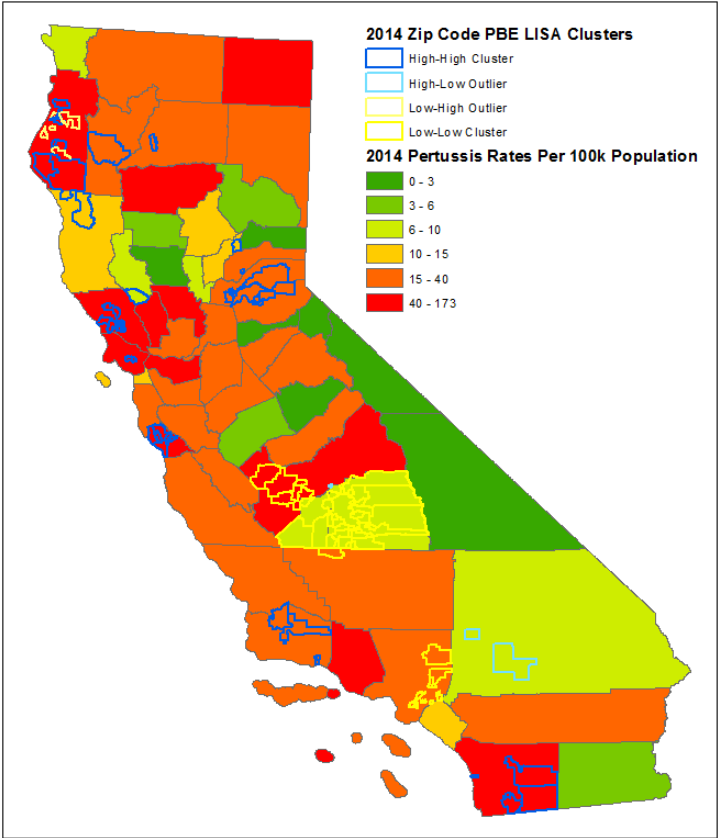 2014 Zip Code PBE LISA Clusters
High-High Cluster
High-Low Outlier
Low-High Outlier
Low-Low Cluster
2014 Pertussis Rates Per 100k Population
0 - 3
3 - 6
6 - 10
10 - 15
15 - 40
40 - 173